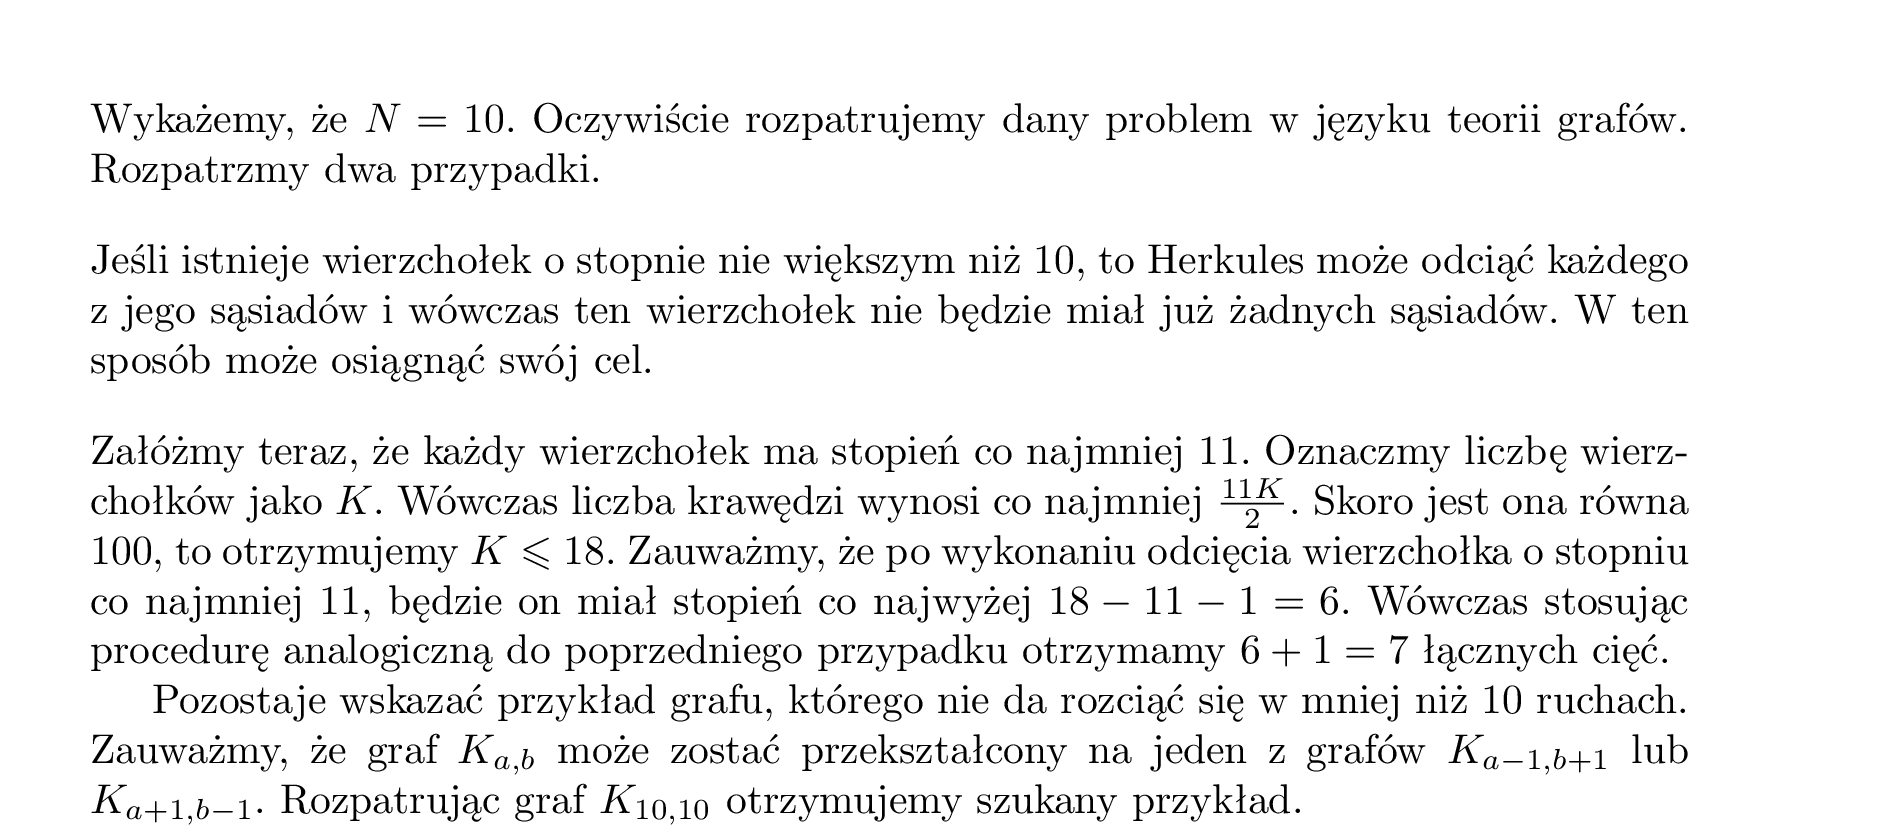 Wykażemy, że N = 10. Oczywiście rozpatrujemy dany problem w języku teorii grafów.
Rozpatrzmy dwa przypadki.
Jeśli istnieje wierzchołek o stopnie nie większym niż 10, to Herkules może odciąć każdego
z jego sąsiadów i wówczas ten wierzchołek nie będzie miał już żadnych sąsiadów. W ten
sposób może osiągnąć swój cel.
Załóżmy teraz, że każdy wierzchołek ma stopień co najmniej 11. Oznaczmy liczbę wierz-
chołków jako K. Wówczas liczba krawędzi wynosi co najmniej \frac{11K}{2}. Skoro jest ona równa
100, to otrzymujemy K ⩽ 18. Zauważmy, że po wykonaniu odcięcia wierzchołka o stopniu
co najmniej 11, będzie on miał stopień co najwyżej 18 − 11 − 1 = 6. Wówczas stosując
procedurę analogiczną do poprzedniego przypadku otrzymamy 6 + 1 = 7 łącznych cięć.
Pozostaje wskazać przykład grafu, którego nie da rozciąć się w mniej niż 10 ruchach.
Zauważmy, że graf K_{a,b} może zostać przekształcony na jeden z grafów K_{a−1,b+1} lub
K_{a+1,b−1}. Rozpatrując graf K_{10,10} otrzymujemy szukany przykład.